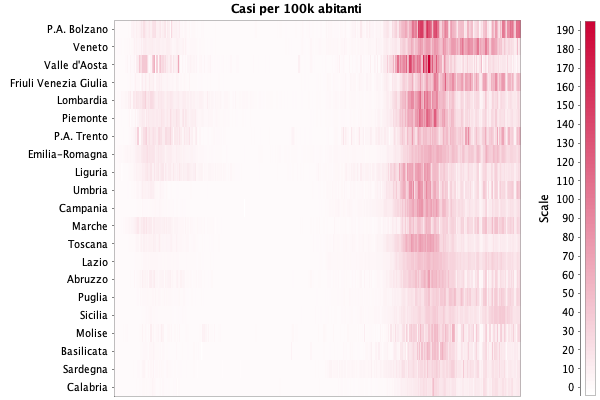 Casi per 100k abitanti
P.A. Bolzano
Veneto
Valle d'Aosta
Friuli Venezia Giulia
Lombardia
Piemonte
P.A. Trento
Emilia-Romagna
Liguria
Umbria
Campania
Marche
Toscana
Lazio
Abruzzo
Puglia
Sicilia
Molise
Basilicata
Sardegna
Calabria
Scale
190
180
170
160
150
140
130
120
110
100
90
80
70
60
50
40
30
20
10
0